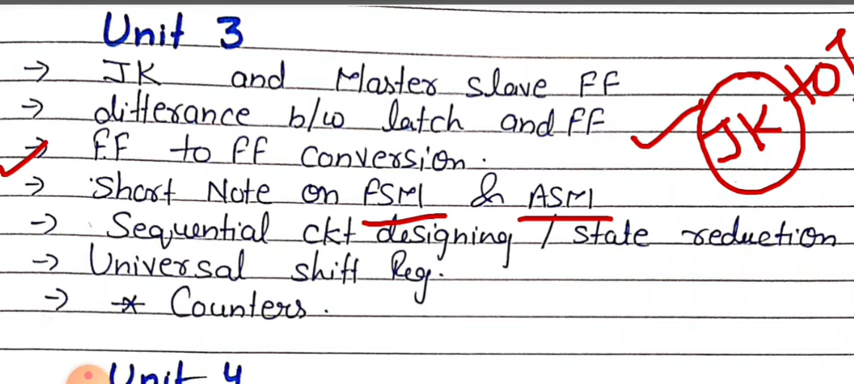 Unit 3
→ JK and Master slave FF
→ differance b/w latch and FF
JK HOT
→ FF to FF conversion.
→ Short Note on FSM & ASM
→ Sequential ckt designing / state reduction
→ Universal shift Reg.
→ * Counters.
Unit 4